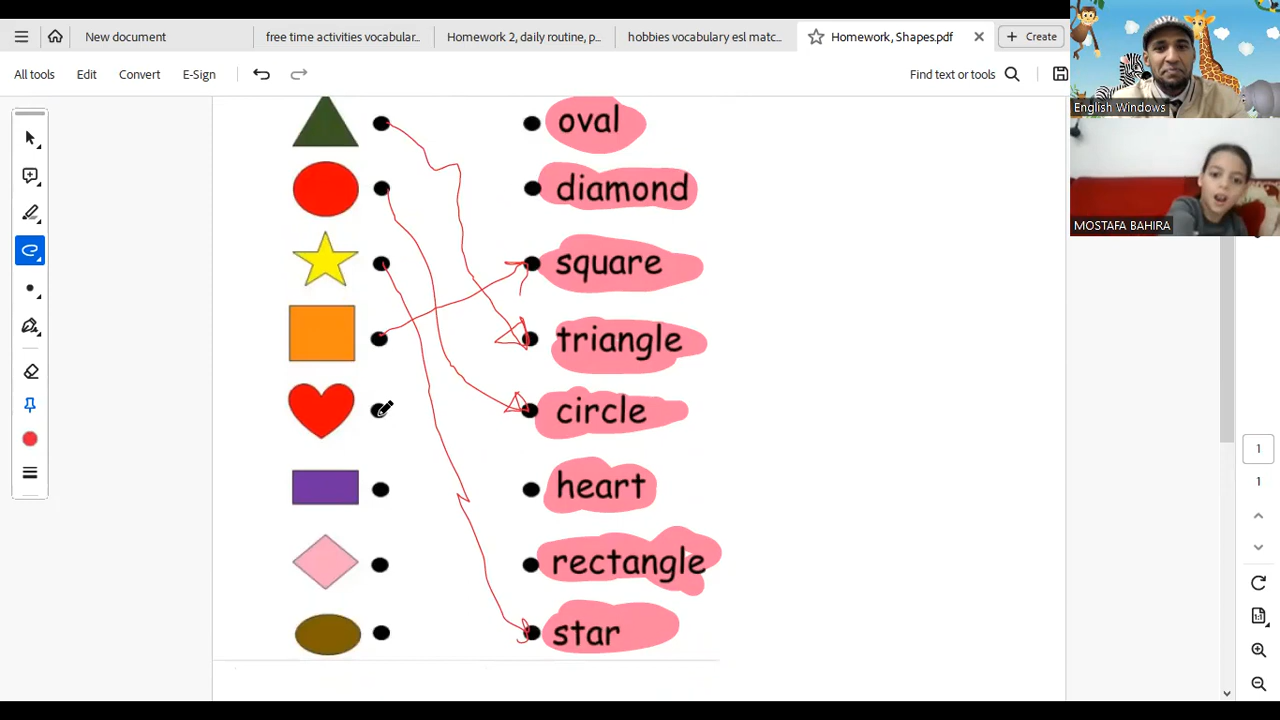 New document
free time activities vocabular...
Homework 2, daily routine, p...
hobbies vocabulary esl matc...
Homework, Shapes.pdf
Create
All tools
Edit
Convert
E-Sign
Find text or tools
English Windows
MOSTAFA BAHIRA
oval
diamond
square
triangle
circle
heart
rectangle
star
1
1
1:1